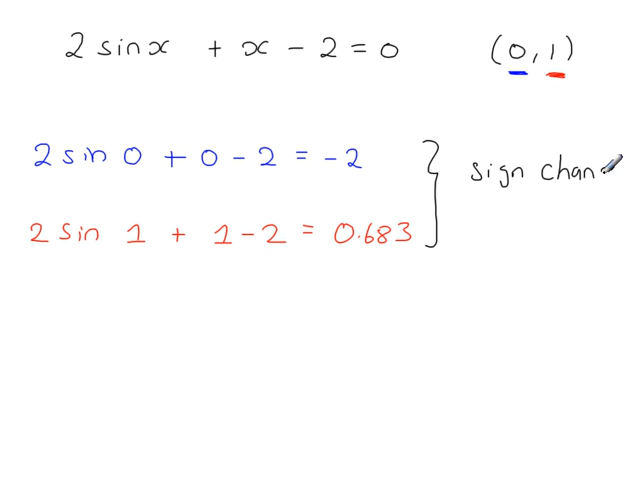 2 sin x + x - 2 = 0 (0, 1)
2 sin 0 + 0 - 2 = -2
sign chan
2 sin 1 + 1 - 2 = 0.683